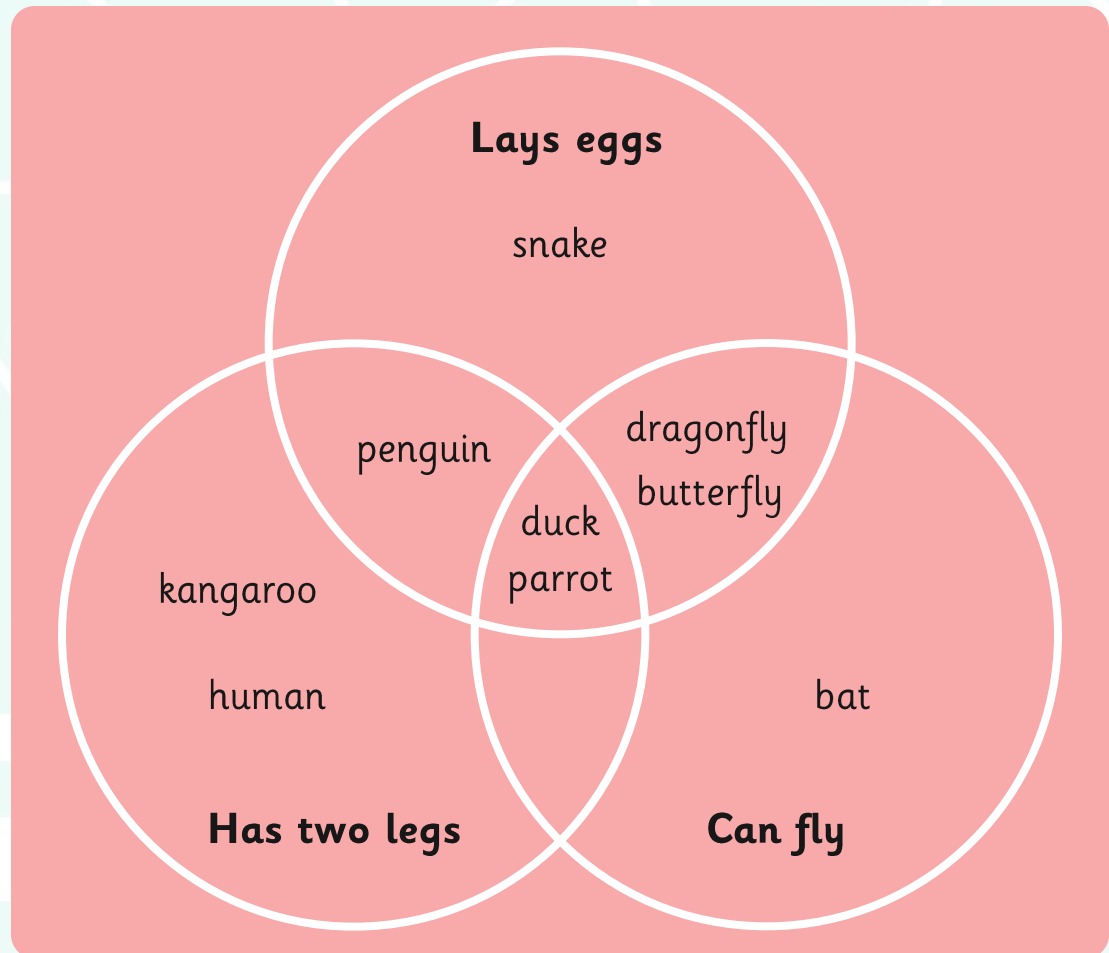 Lays eggs
snake
penguin
dragonfly
butterfly
duck
parrot
kangaroo
human
bat
Has two legs
Can fly